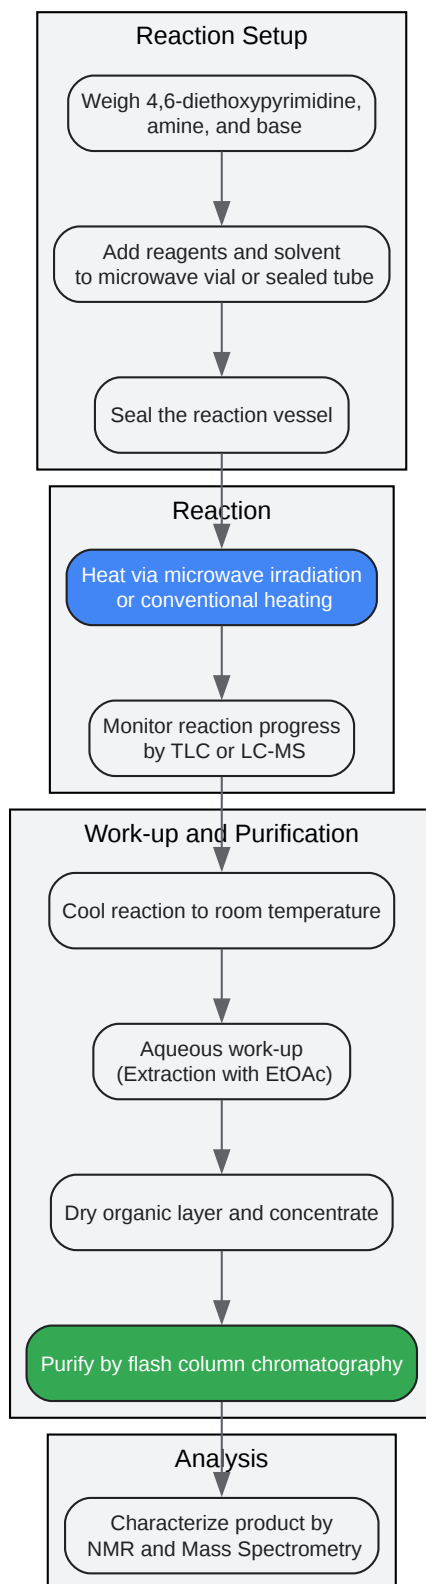 Reaction Setup
Weigh 4,6-diethoxypyrimidine,
amine, and base
Add reagents and solvent
to microwave vial or sealed tube
Seal the reaction vessel
Reaction
Heat via microwave irradiation
or conventional heating
Monitor reaction progress
by TLC or LC-MS
Work-up and Purification
Cool reaction to room temperature
Aqueous work-up
(Extraction with EtOAc)
Dry organic layer and concentrate
Purify by flash column chromatography
Analysis
Characterize product by
NMR and Mass Spectrometry